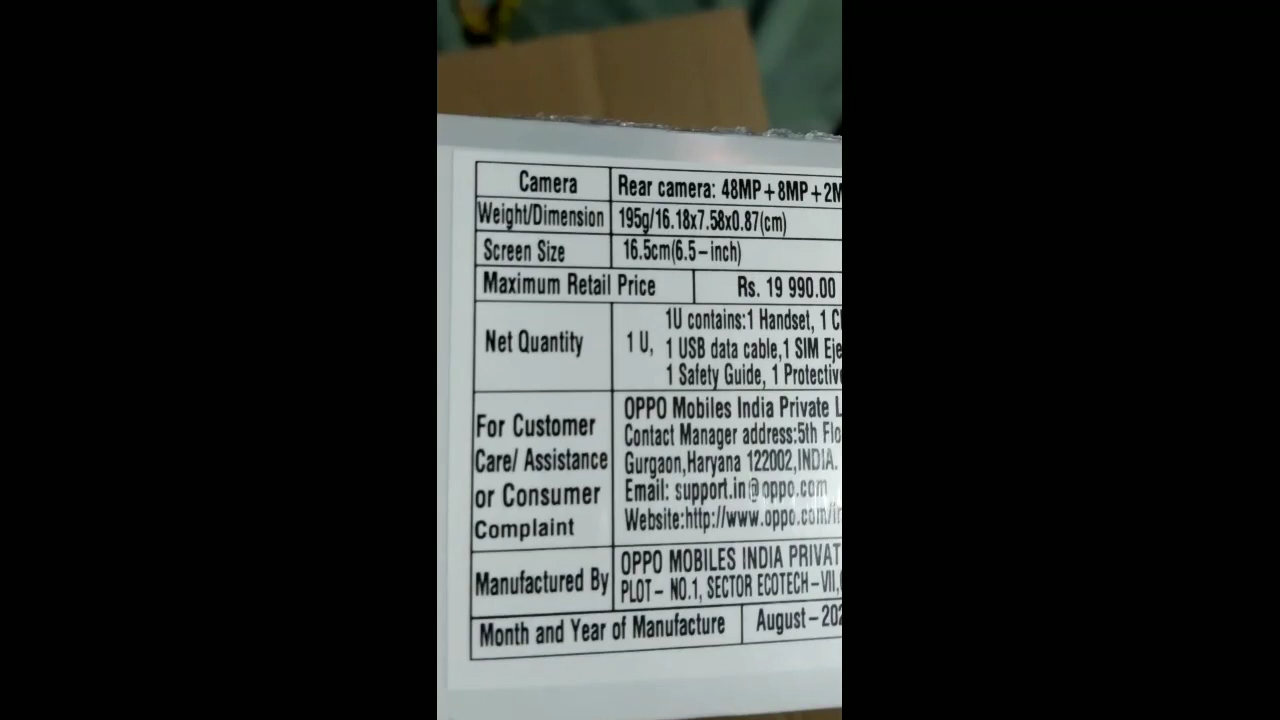 Camera Rear camera: 48MP+8MP+2M
Weight/Dimension 195g/16.18x7.58x0.87(cm)
Screen Size 16.5cm(6.5-inch)
Maximum Retail Price Rs. 19 990.00
Net Quantity 1 U, 1U contains:1 Handset, 1
1 USB data cable,1 SIM
1 Safety Guide, 1
For Customer Care/ Assistance or Consumer Complaint
OPPO Mobiles India Private
Contact Manager address:5th
Gurgaon,Haryana 122002,INDIA.
Email: support.in@oppo.com
Website:http://www.oppo.com/
Manufactured By OPPO MOBILES INDIA
PLOT- NO.1, SECTOR ECOTECH-VII,
Month and Year of Manufacture August-